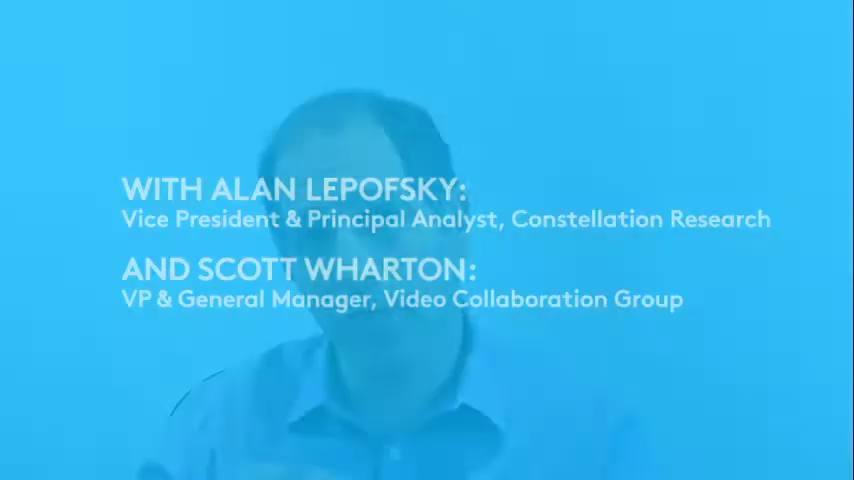 WITH ALAN LEPOFSKY:
Vice President & Principal Analyst, Constellation Research
AND SCOTT WHARTON:
VP & General Manager, Video Collaboration Group